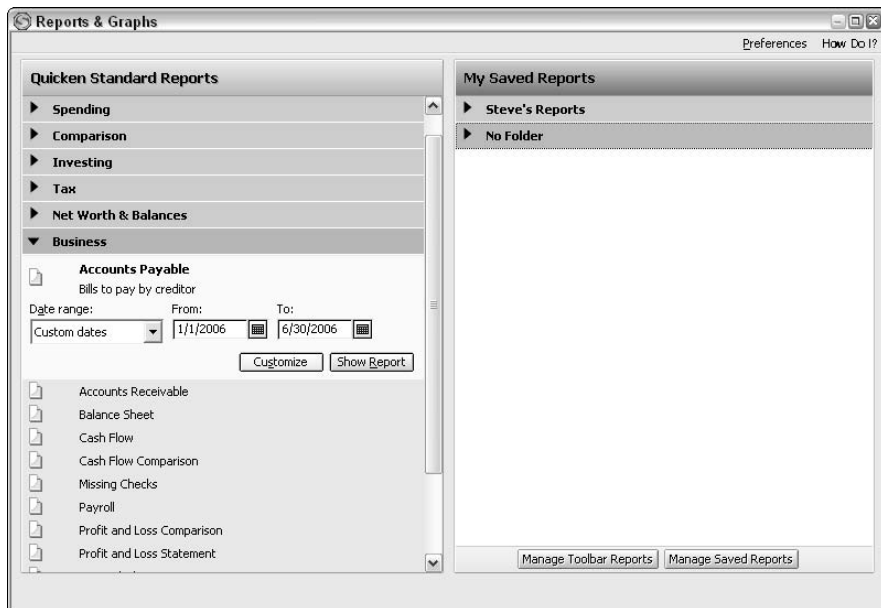 Reports & Graphs
Preferences How Do I?
Quicken Standard Reports
Spending
Comparison
Investing
Tax
Net Worth & Balances
Business
Accounts Payable
Bills to pay by creditor
Date range: From: To:
Custom dates 1/1/2006 6/30/2006
Customize Show Report
Accounts Receivable
Balance Sheet
Cash Flow
Cash Flow Comparison
Missing Checks
Payroll
Profit and Loss Comparison
Profit and Loss Statement
My Saved Reports
Steve's Reports
No Folder
Manage Toolbar Reports Manage Saved Reports